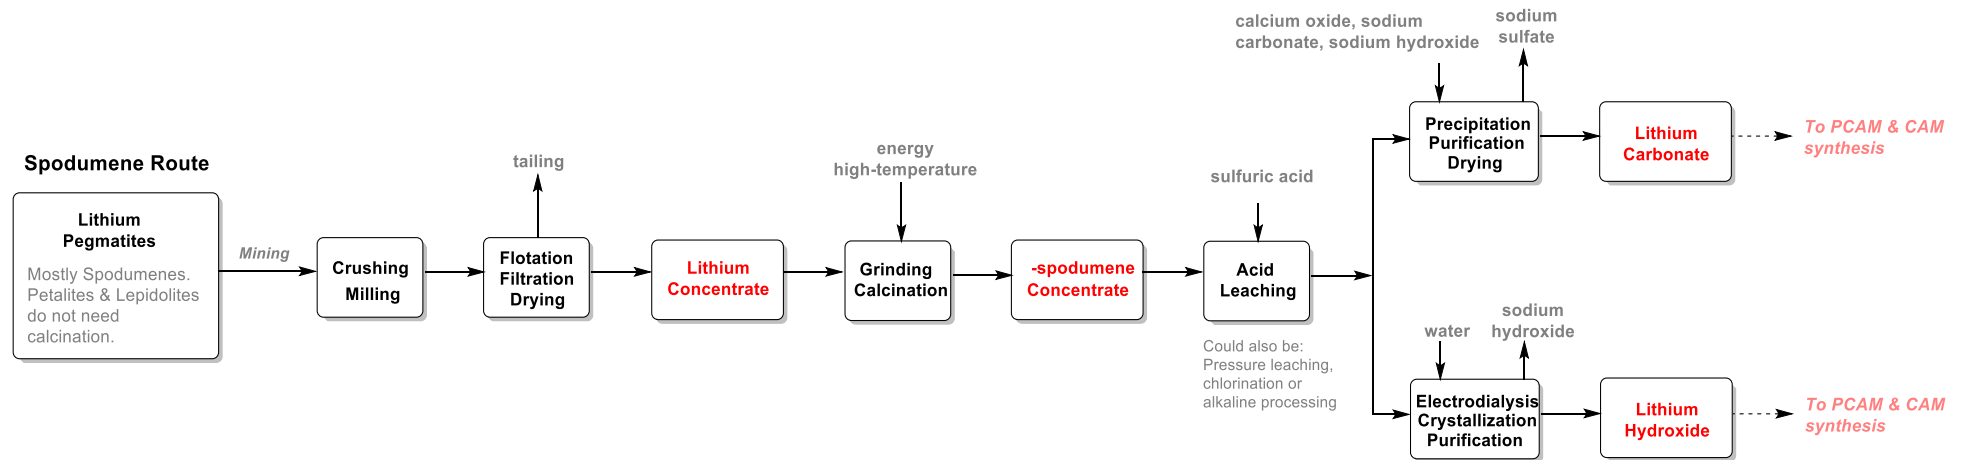 Spodumene Route
Lithium
Pegmatites
Mostly Spodumenes.
Petalites & Lepidolites
do not need
calcination.
Mining
Crushing
Milling
tailing
Flotation
Filtration
Drying
Lithium
Concentrate
energy
high-temperature
Grinding
Calcination
-spodumene
Concentrate
sulfuric acid
Acid
Leaching
Could also be:
Pressure leaching,
chlorination or
alkaline processing
calcium oxide, sodium
carbonate, sodium hydroxide
sodium
sulfate
Precipitation
Purification
Drying
Lithium
Carbonate
To PCAM & CAM
synthesis
water
sodium
hydroxide
Electrodialysis
Crystallization
Purification
Lithium
Hydroxide
To PCAM & CAM
synthesis